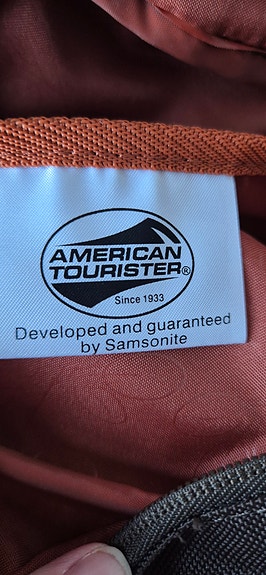 AMERICAN
TOURISTER®
Since 1933
Developed and guaranteed
by Samsonite